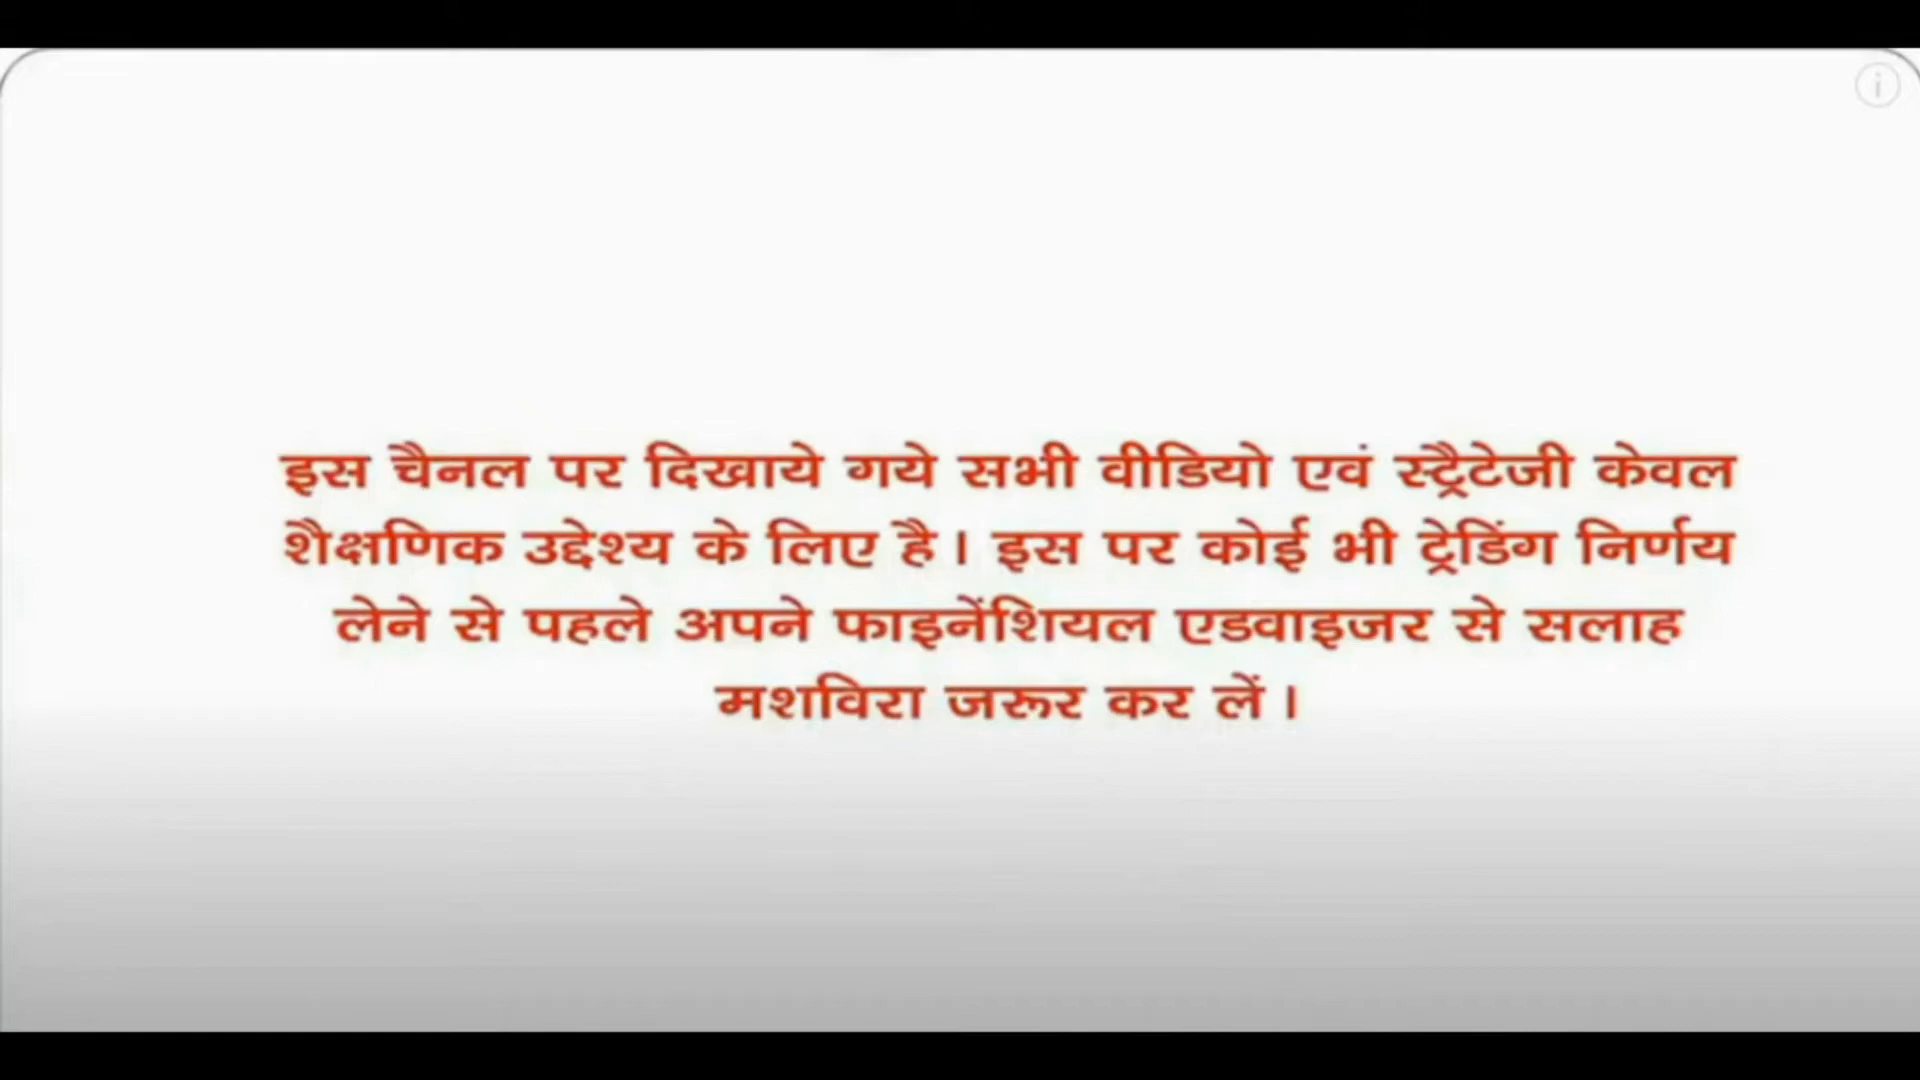 इस चैनल पर दिखाये गये सभी वीडियो एवं स्ट्रैटेजी केवल
शैक्षणिक उद्देश्य के लिए है। इस पर कोई भी ट्रेडिंग निर्णय
लेने से पहले अपने फाइनेंशियल एडवाइजर से सलाह
मशविरा जरूर कर लें।